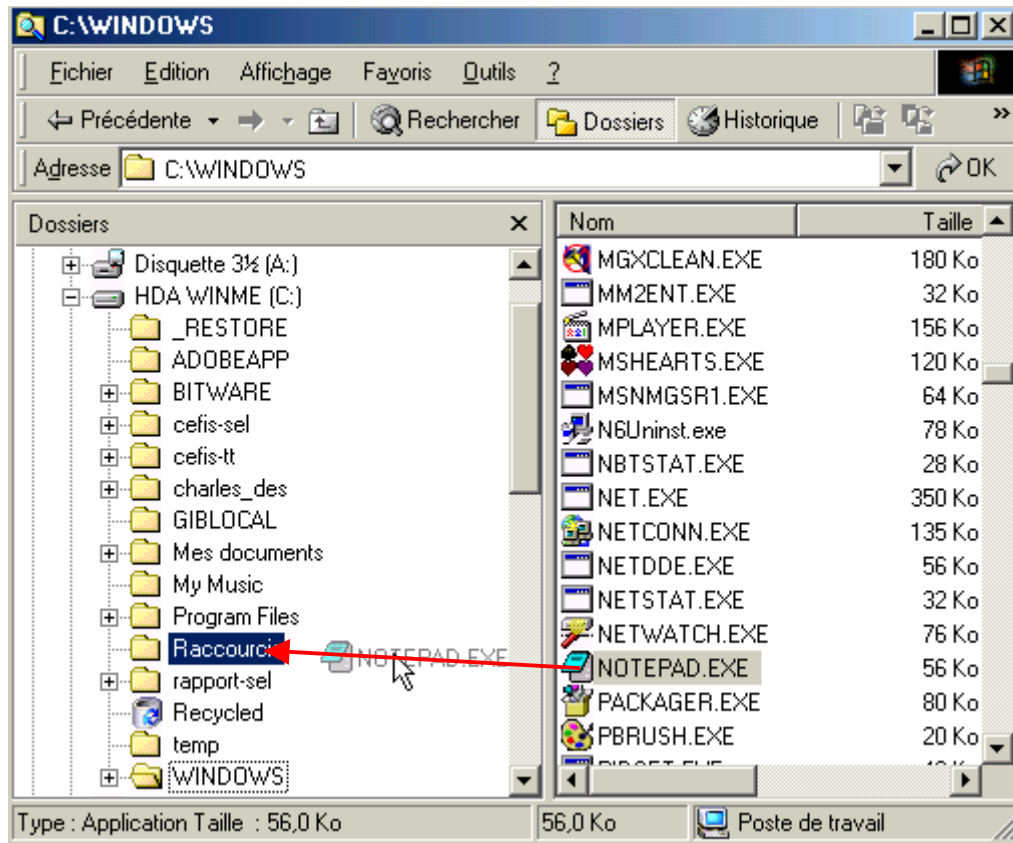 C:\WINDOWS
Fichier Edition Affichage Favoris Outils ?
Précédente Rechercher Dossiers Historique »
Adresse C:\WINDOWS OK
Dossiers
Nom Taille
Disquette 3½ (A:)
HDA WINME (C:)
_RESTORE
ADOBEAPP
BITWARE
cefis-sel
cefis-tt
charles_des
GIBLOCAL
Mes documents
My Music
Program Files
Raccourcis
NOTEPAD.EXE
rapport-sel
Recycled
temp
WINDOWS
MGXCLEAN.EXE 180 Ko
MM2ENT.EXE 32 Ko
MPLAYER.EXE 156 Ko
MSHEARTS.EXE 120 Ko
MSNMGSR1.EXE 64 Ko
N6Uninst.exe 78 Ko
NBTSTAT.EXE 28 Ko
NET.EXE 350 Ko
NETCONN.EXE 135 Ko
NETDDE.EXE 56 Ko
NETSTAT.EXE 32 Ko
NETWATCH.EXE 76 Ko
NOTEPAD.EXE 56 Ko
PACKAGER.EXE 80 Ko
PBRUSH.EXE 20 Ko
Type : Application Taille : 56,0 Ko 56,0 Ko Poste de travail